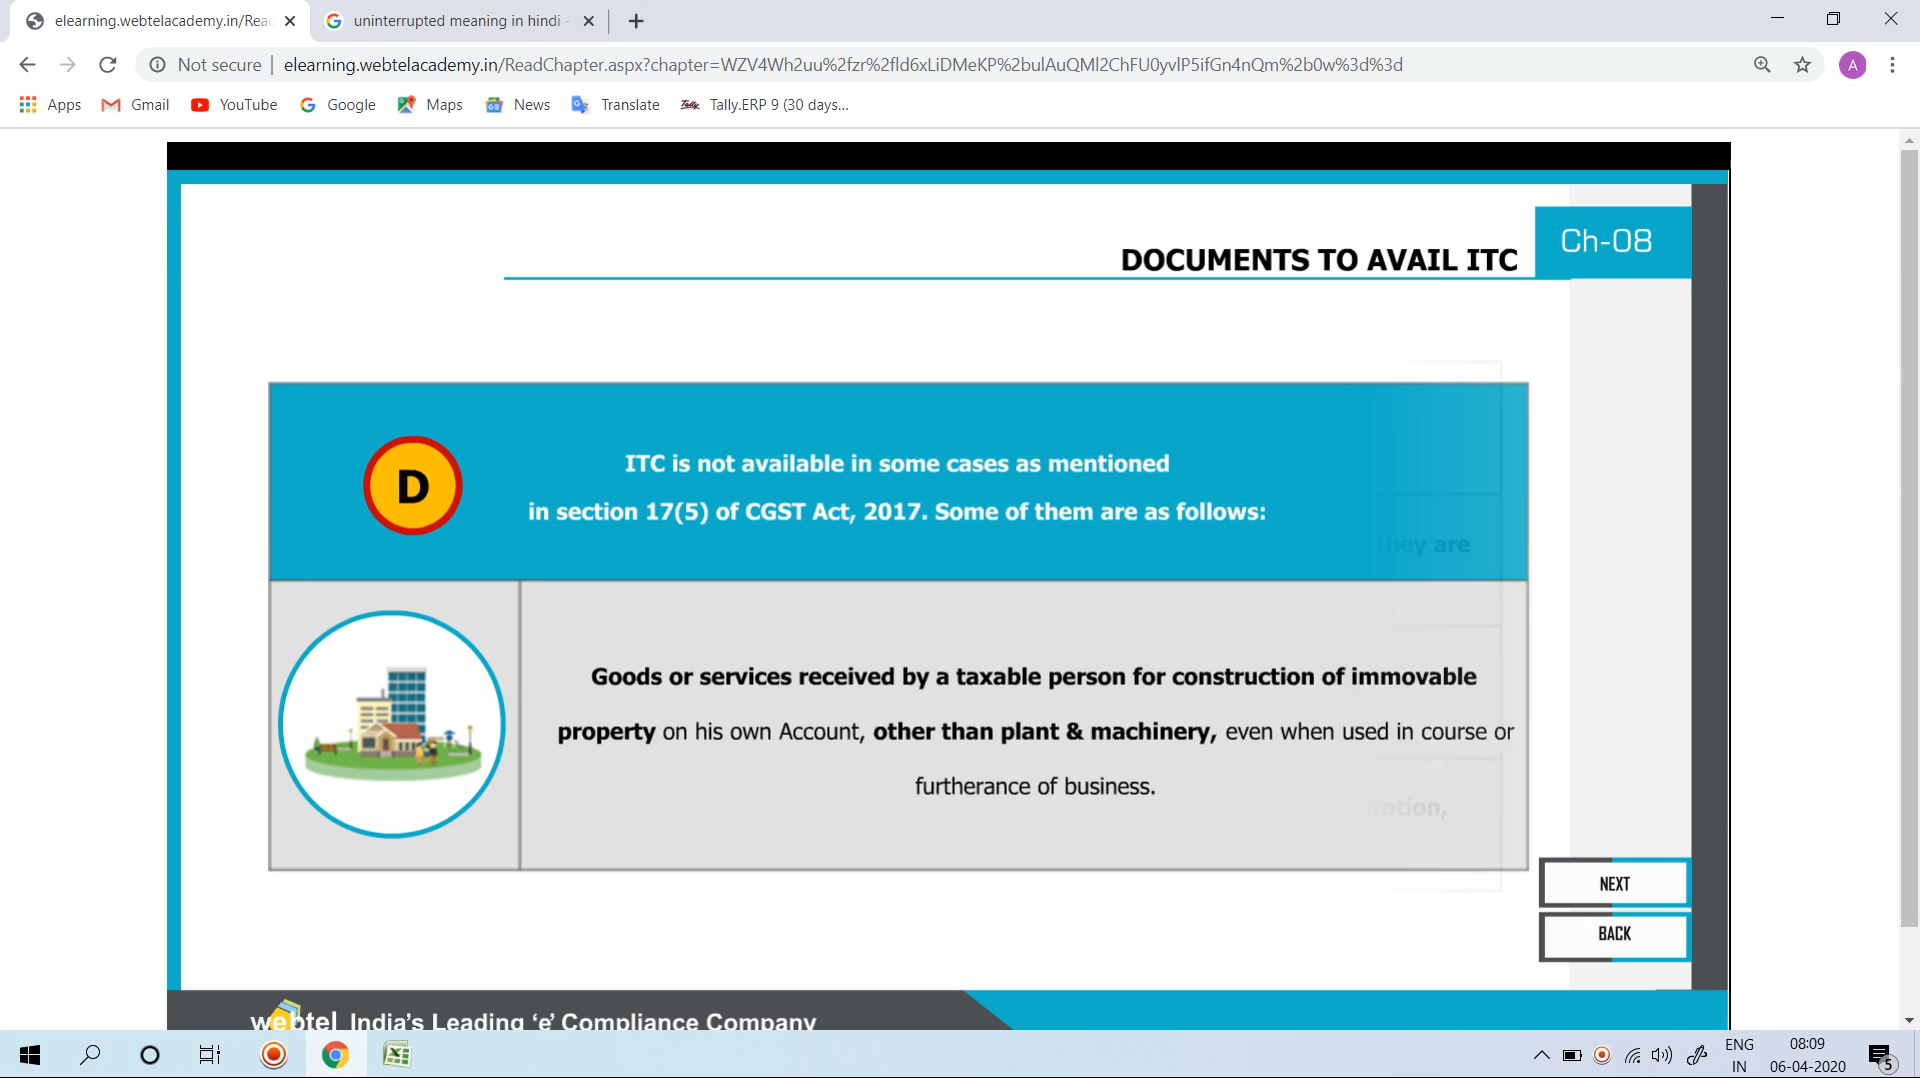 elearning.webtelacademy.in/Rea
uninterrupted meaning in hindi -
Not secure
elearning.webtelacademy.in/ReadChapter.aspx?chapter=WZV4Wh2uu%2fzr%2fld6xLiDMeKP%2bulAuQMl2ChFU0yvlP5ifGn4nQm%2b0w%3d%3d
A
Apps
Gmail
YouTube
Google
Maps
News
Translate
Tally.ERP 9 (30 days...
Ch-08
DOCUMENTS TO AVAIL ITC
D
ITC is not available in some cases as mentioned
in section 17(5) of CGST Act, 2017. Some of them are as follows:
they are
Goods or services received by a taxable person for construction of immovable
property on his own Account, other than plant & machinery, even when used in course or
furtherance of business.
ration,
NEXT
BACK
webtel India's Leading 'e' Compliance Company
ENG
IN
08:09
06-04-2020
5